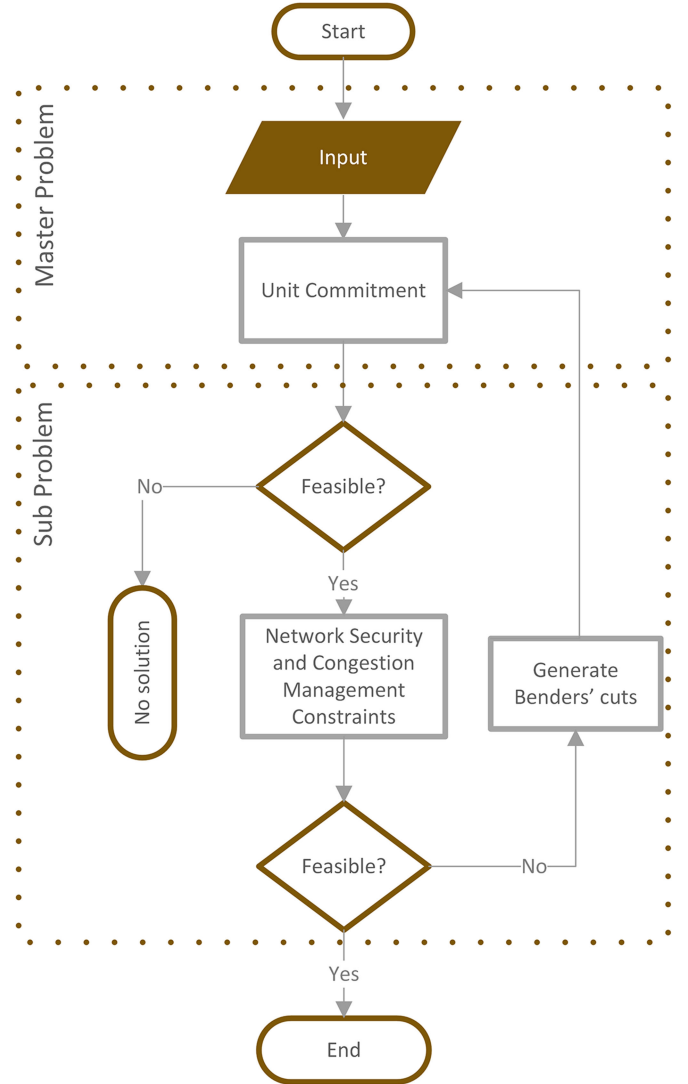 Start
Master Problem
Input
Unit Commitment
Sub Problem
Feasible?
No
Yes
No solution
Network Security
and Congestion
Management
Constraints
Generate
Benders’ cuts
Feasible?
No
Yes
End